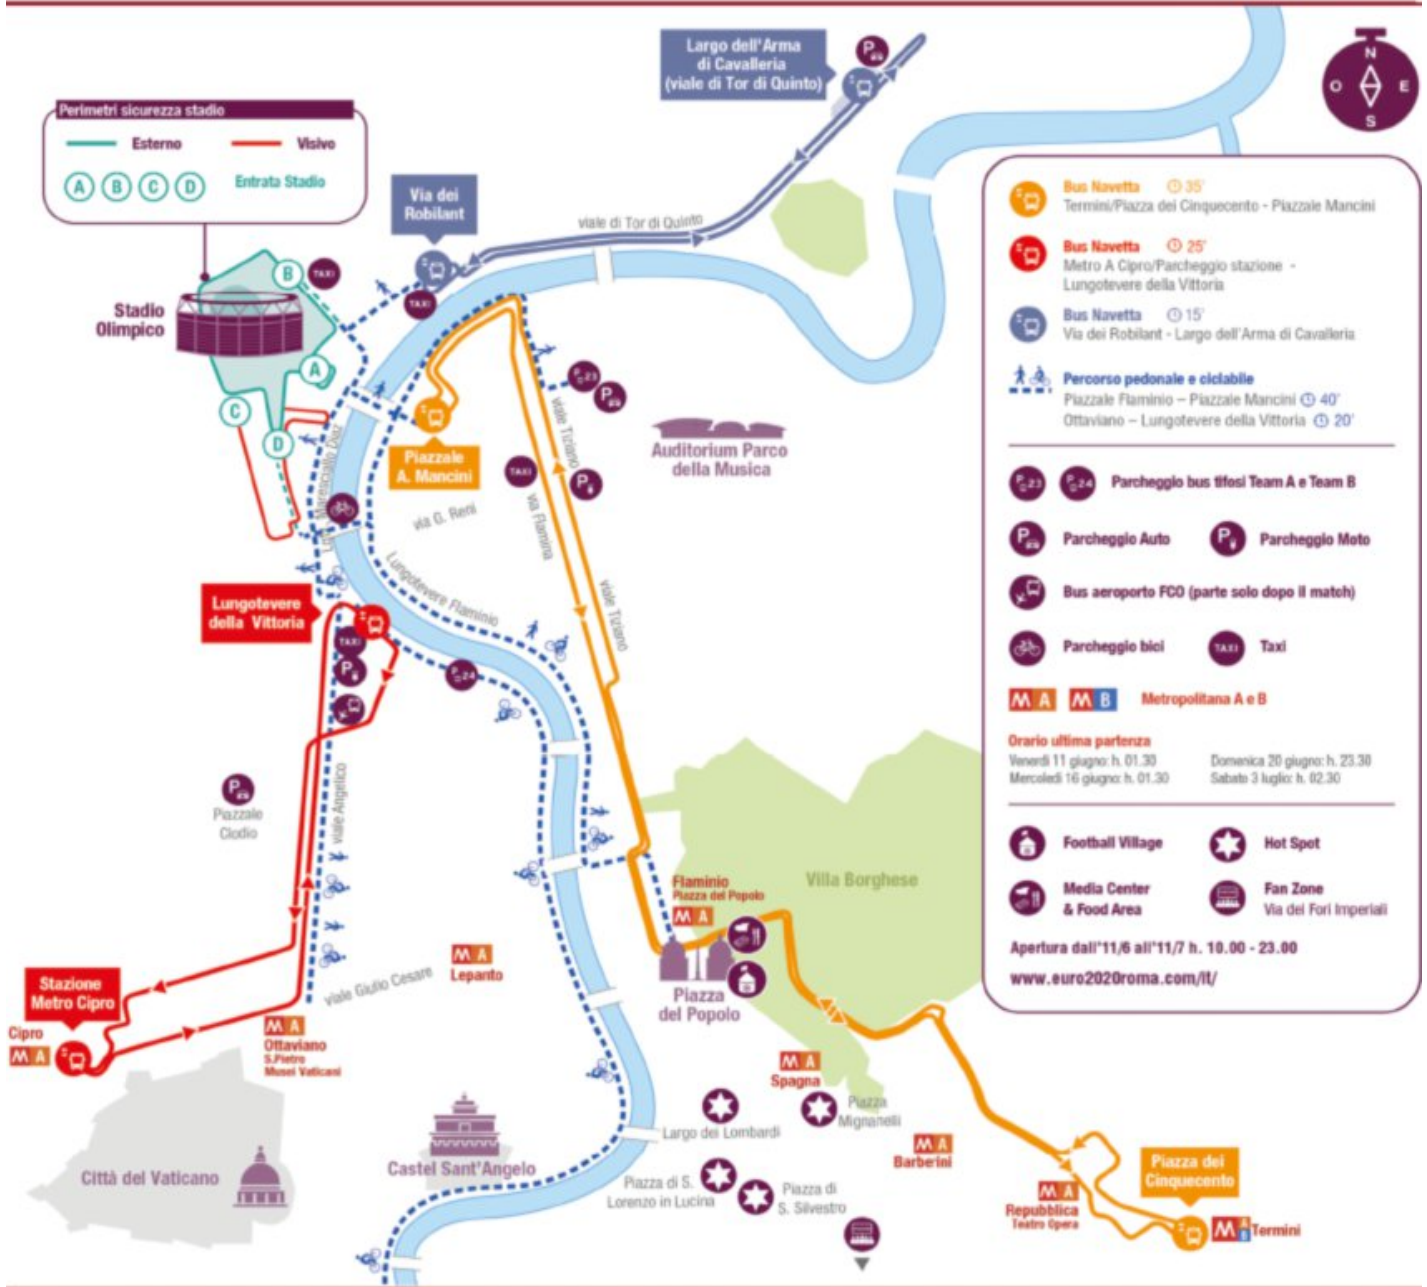 Largo dell'Arma
di Cavalleria
(viale di Tor di Quinto)
P
N
O
E
S
Perimetri sicurezza stadio
Esterno
Visivo
A
B
C
D
Entrata Stadio
Via dei
Robilant
viale di Tor di Quinto
B
TAXI
TAXI
Stadio
Olimpico
A
C
D
P 23
P
Auditorium Parco
della Musica
Piazzale
A. Mancini
TAXI
viale Tiziano
P
via Flaminia
via G. Reni
Lungotevere Flaminio
viale Tiziano
Lungotevere
della Vittoria
TAXI
P
P 24
P
Piazzale
Clodio
viale Angelico
Villa Borghese
Flaminio
Piazza del Popolo
M A
Piazza
del Popolo
M A
Lepanto
viale Giulio Cesare
Stazione
Metro Cipro
Cipro
M A
M A
Ottaviano
S.Pietro
Musei Vaticani
M A
Spagna
Piazza
Mignanelli
Largo dei Lombardi
M A
Barberini
Castel Sant'Angelo
Città del Vaticano
Piazza di S.
Lorenzo in Lucina
Piazza di
S. Silvestro
M A
Repubblica
Teatro Opera
Piazza dei
Cinquecento
M A B Termini
Bus Navetta 35'
Termini/Piazza dei Cinquecento - Piazzale Mancini
Bus Navetta 25'
Metro A Cipro/Parcheggio stazione -
Lungotevere della Vittoria
Bus Navetta 15'
Via dei Robilant - Largo dell'Arma di Cavalleria
Percorso pedonale e ciclabile
Piazzale Flaminio – Piazzale Mancini 40'
Ottaviano – Lungotevere della Vittoria 20'
P 23 P 24 Parcheggio bus tifosi Team A e Team B
P Parcheggio Auto
P Parcheggio Moto
Bus aeroporto FCO (parte solo dopo il match)
Parcheggio bici
TAXI Taxi
M A M B Metropolitana A e B
Orario ultima partenza
Venerdì 11 giugno: h. 01.30
Domenica 20 giugno: h. 23.30
Mercoledì 16 giugno: h. 01.30
Sabato 3 luglio: h. 02.30
Football Village
Hot Spot
Media Center
& Food Area
Fan Zone
Via dei Fori Imperiali
Apertura dall'11/6 all'11/7 h. 10.00 - 23.00
www.euro2020roma.com/it/